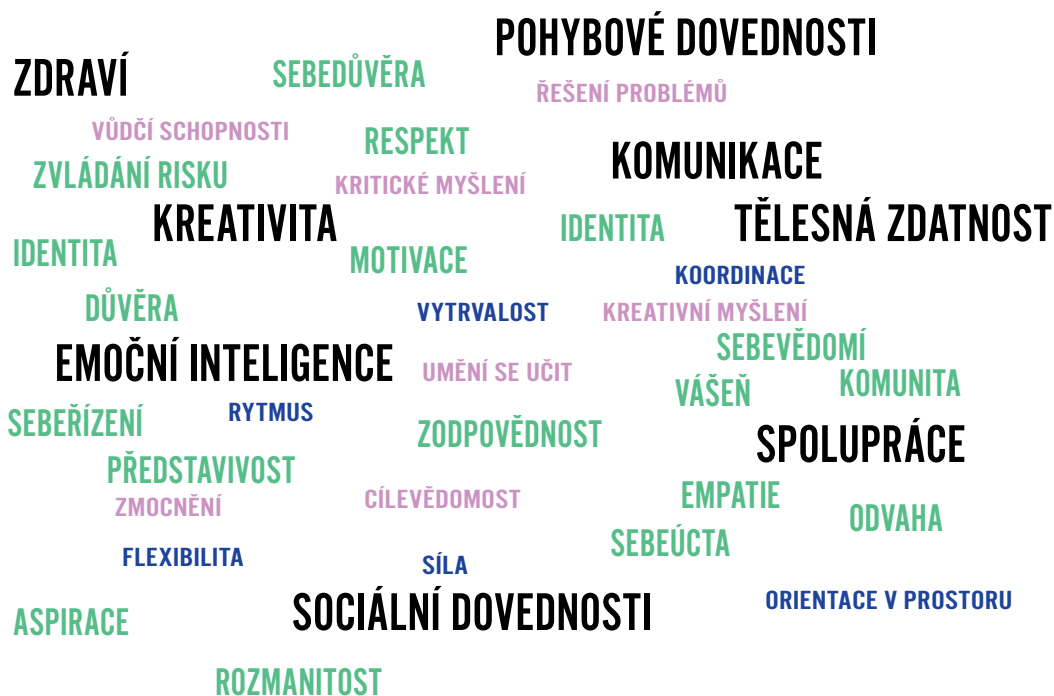 POHYBOVÉ DOVEDNOSTI
ZDRAVÍ
SEBEDŮVĚRA
ŘEŠENÍ PROBLÉMŮ
VŮDČÍ SCHOPNOSTI
RESPEKT
KOMUNIKACE
ZVLÁDÁNÍ RISKU
KRITICKÉ MYŠLENÍ
KREATIVITA
IDENTITA
TĚLESNÁ ZDATNOST
IDENTITA
MOTIVACE
KOORDINACE
DŮVĚRA
VYTRVALOST
KREATIVNÍ MYŠLENÍ
SEBEVĚDOMÍ
EMOČNÍ INTELIGENCE
UMĚNÍ SE UČIT
VÁŠEŇ
KOMUNITA
SEBEŘÍZENÍ
RYTMUS
ZODPOVĚDNOST
SPOLUPRÁCE
PŘEDSTAVIVOST
ZMOCNĚNÍ
CÍLEVĚDOMOST
EMPATIE
ODVAHA
FLEXIBILITA
SÍLA
SEBEÚCTA
ORIENTACE V PROSTORU
ASPIRACE
SOCIÁLNÍ DOVEDNOSTI
ROZMANITOST